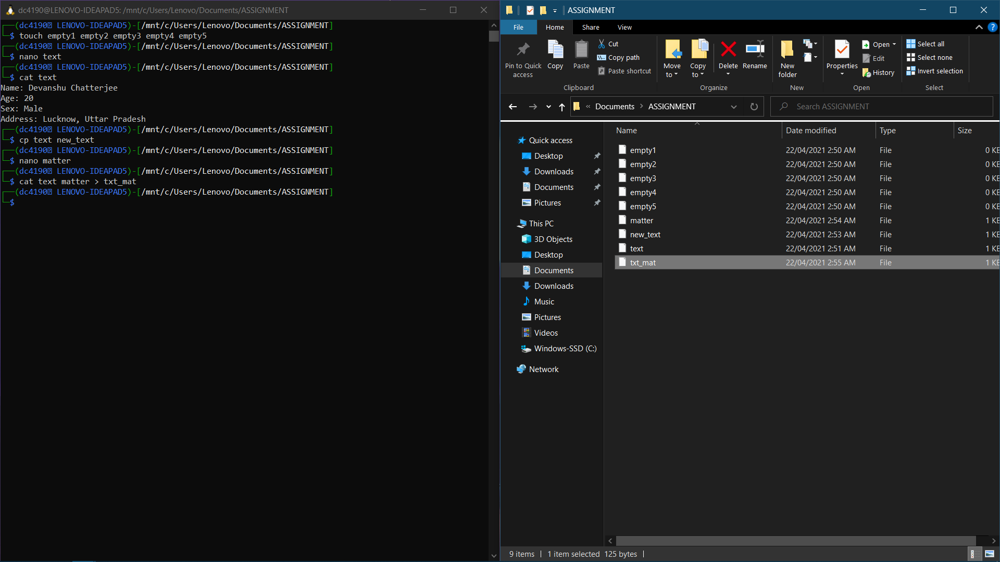 dc4190@LENOVO-IDEAPAD5: /mnt/c/Users/Lenovo/Documents/ASSIGNMENT
(dc4190 LENOVO-IDEAPAD5)-[/mnt/c/Users/Lenovo/Documents/ASSIGNMENT]
$ touch empty1 empty2 empty3 empty4 empty5
(dc4190 LENOVO-IDEAPAD5)-[/mnt/c/Users/Lenovo/Documents/ASSIGNMENT]
$ nano text
(dc4190 LENOVO-IDEAPAD5)-[/mnt/c/Users/Lenovo/Documents/ASSIGNMENT]
$ cat text
Name: Devanshu Chatterjee
Age: 20
Sex: Male
Address: Lucknow, Uttar Pradesh
(dc4190 LENOVO-IDEAPAD5)-[/mnt/c/Users/Lenovo/Documents/ASSIGNMENT]
$ cp text new_text
(dc4190 LENOVO-IDEAPAD5)-[/mnt/c/Users/Lenovo/Documents/ASSIGNMENT]
$ nano matter
(dc4190 LENOVO-IDEAPAD5)-[/mnt/c/Users/Lenovo/Documents/ASSIGNMENT]
$ cat text matter > txt_mat
(dc4190 LENOVO-IDEAPAD5)-[/mnt/c/Users/Lenovo/Documents/ASSIGNMENT]
$
ASSIGNMENT
File Home Share View
Pin to Quick access
Copy
Paste
Cut
Copy path
Paste shortcut
Clipboard
Move to
Copy to
Delete
Rename
Organize
New folder
New
Properties
Open
Edit
History
Open
Select all
Select none
Invert selection
Select
« Documents > ASSIGNMENT
Search ASSIGNMENT
Quick access
Desktop
Downloads
Documents
Pictures
This PC
3D Objects
Desktop
Documents
Downloads
Music
Pictures
Videos
Windows-SSD (C:)
Network
Name Date modified Type Size
empty1 22/04/2021 2:50 AM File 0 KB
empty2 22/04/2021 2:50 AM File 0 KB
empty3 22/04/2021 2:50 AM File 0 KB
empty4 22/04/2021 2:50 AM File 0 KB
empty5 22/04/2021 2:50 AM File 0 KB
matter 22/04/2021 2:54 AM File 1 KB
new_text 22/04/2021 2:53 AM File 1 KB
text 22/04/2021 2:51 AM File 1 KB
txt_mat 22/04/2021 2:55 AM File 1 KB
9 items 1 item selected 125 bytes